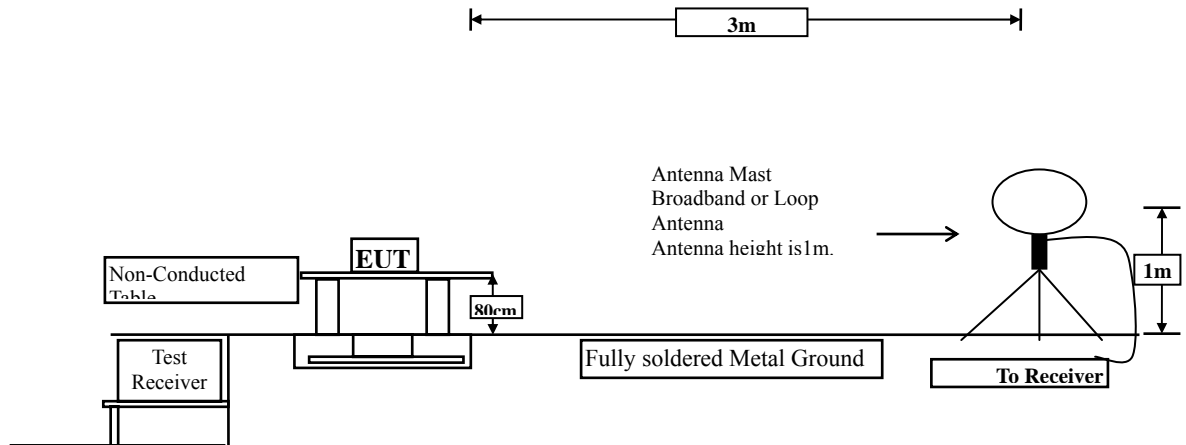 3m
Antenna Mast
Broadband or Loop
Antenna
Antenna height is1m.
EUT
Non-Conducted
Table
80cm
1m
Test
Receiver
Fully soldered Metal Ground
To Receiver